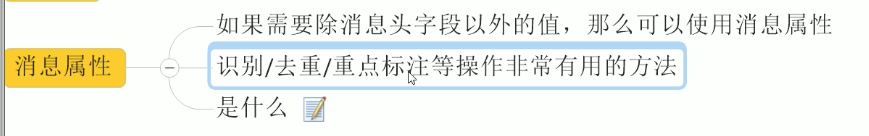 如果需要除消息头字段以外的值，那么可以使用消息属性
消息属性
识别/去重/重点标注等操作非常有用的方法
是什么